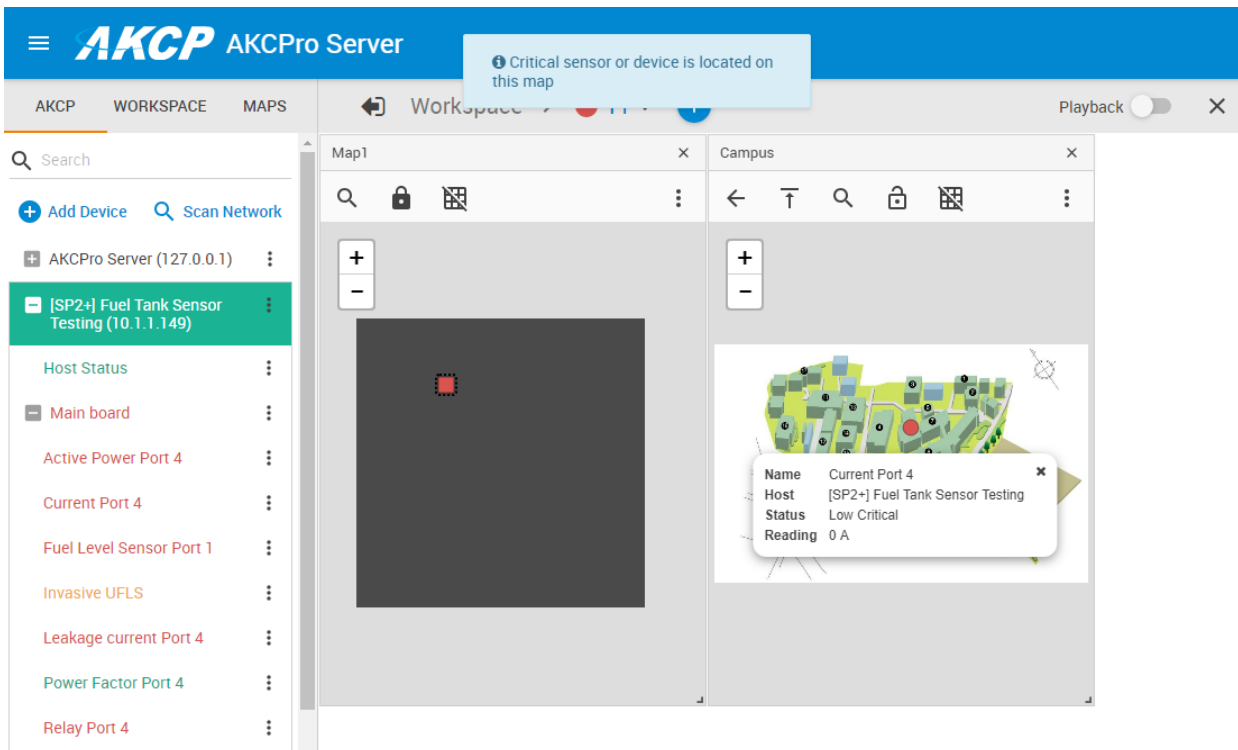 AKCP AKCPro Server
Critical sensor or device is located on
this map
AKCP WORKSPACE MAPS
Workspace
Playback
Search
Add Device Scan Network
AKCPro Server (127.0.0.1)
[SP2+] Fuel Tank Sensor
Testing (10.1.1.149)
Host Status
Main board
Active Power Port 4
Current Port 4
Fuel Level Sensor Port 1
Invasive UFLS
Leakage current Port 4
Power Factor Port 4
Relay Port 4
Map1
+
−
Campus
+
−
Name Current Port 4
Host [SP2+] Fuel Tank Sensor Testing
Status Low Critical
Reading 0 A